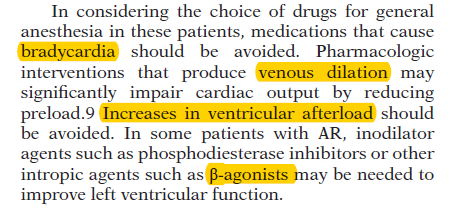 In considering the choice of drugs for general
anesthesia in these patients, medications that cause
bradycardia should be avoided. Pharmacologic
interventions that produce venous dilation may
significantly impair cardiac output by reducing
preload.9 Increases in ventricular afterload should
be avoided. In some patients with AR, inodilator
agents such as phosphodiesterase inhibitors or other
intropic agents such as β-agonists may be needed to
improve left ventricular function.